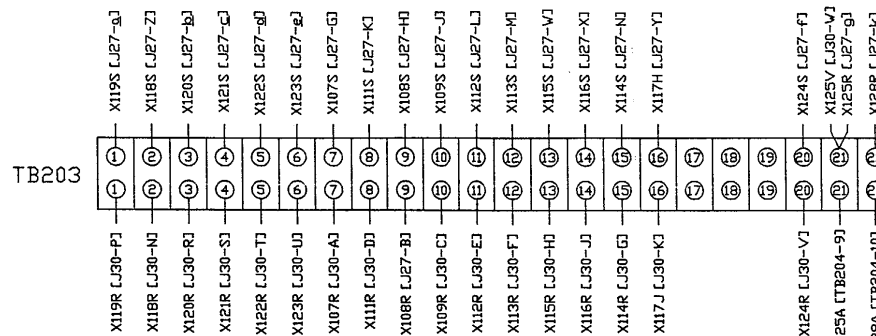 X119S [J27-a]
X118S [J27-Z]
X120S [J27-b]
X121S [J27-c]
X122S [J27-d]
X123S [J27-e]
X107S [J27-G]
X111S [J27-K]
X108S [J27-H]
X109S [J27-J]
X112S [J27-L]
X113S [J27-M]
X115S [J27-W]
X116S [J27-X]
X114S [J27-N]
X117H [J27-Y]
X124S [J27-f]
X125V [J30-W]
X125R [J27-g]
TB203
1 2 3 4 5 6 7 8 9 10 11 12 13 14 15 16 17 18 19 20 21
1 2 3 4 5 6 7 8 9 10 11 12 13 14 15 16 17 18 19 20 21
X119R [J30-P]
X118R [J30-N]
X120R [J30-R]
X121R [J30-S]
X122R [J30-T]
X123R [J30-U]
X107R [J30-A]
X111R [J30-D]
X108R [J27-B]
X109R [J30-C]
X112R [J30-E]
X113R [J30-F]
X115R [J30-H]
X116R [J30-J]
X114R [J30-G]
X117J [J30-K]
X124R [J30-V]
25A [TB204-9]